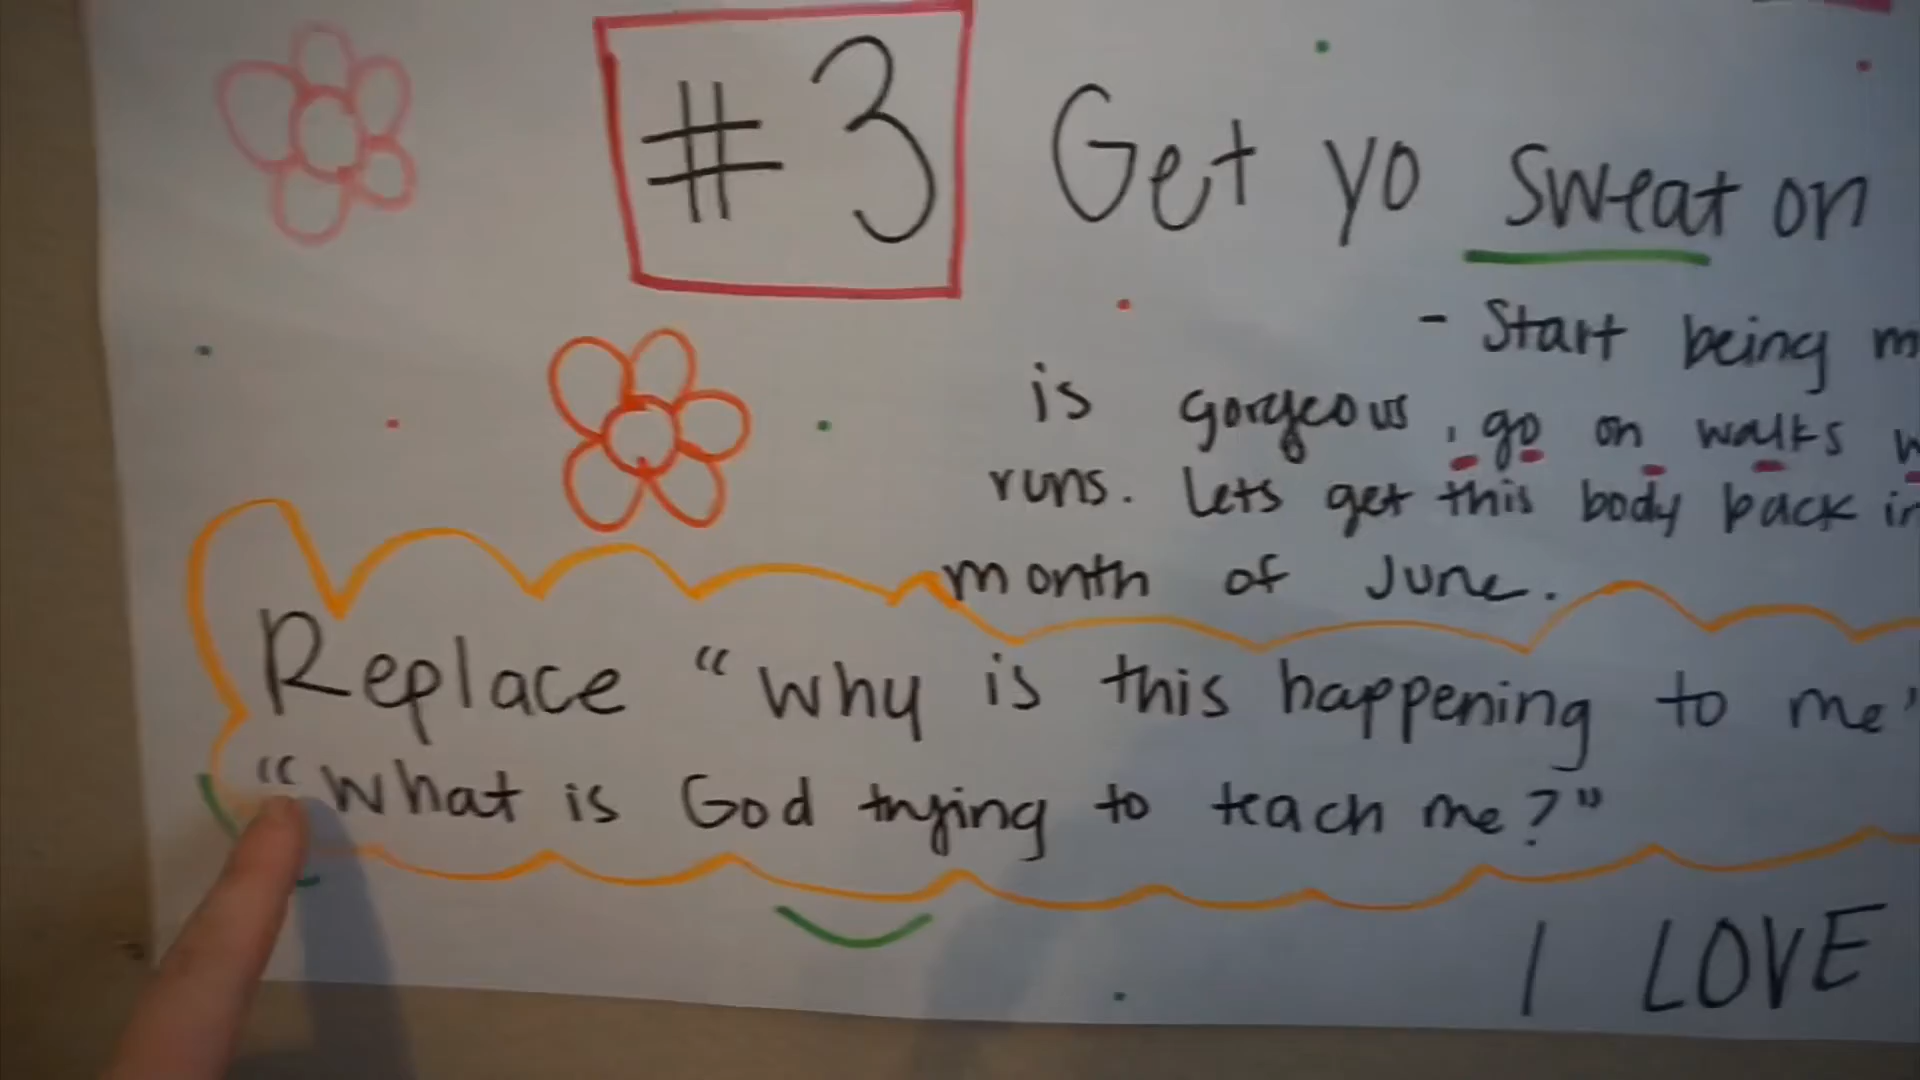 #3 Get yo sweat on
- Start being
is gorgeous, go on walks
runs. Lets get this body back
month of June.
Replace "why is this happening to me"
"What is God trying to teach me?"
I LOVE